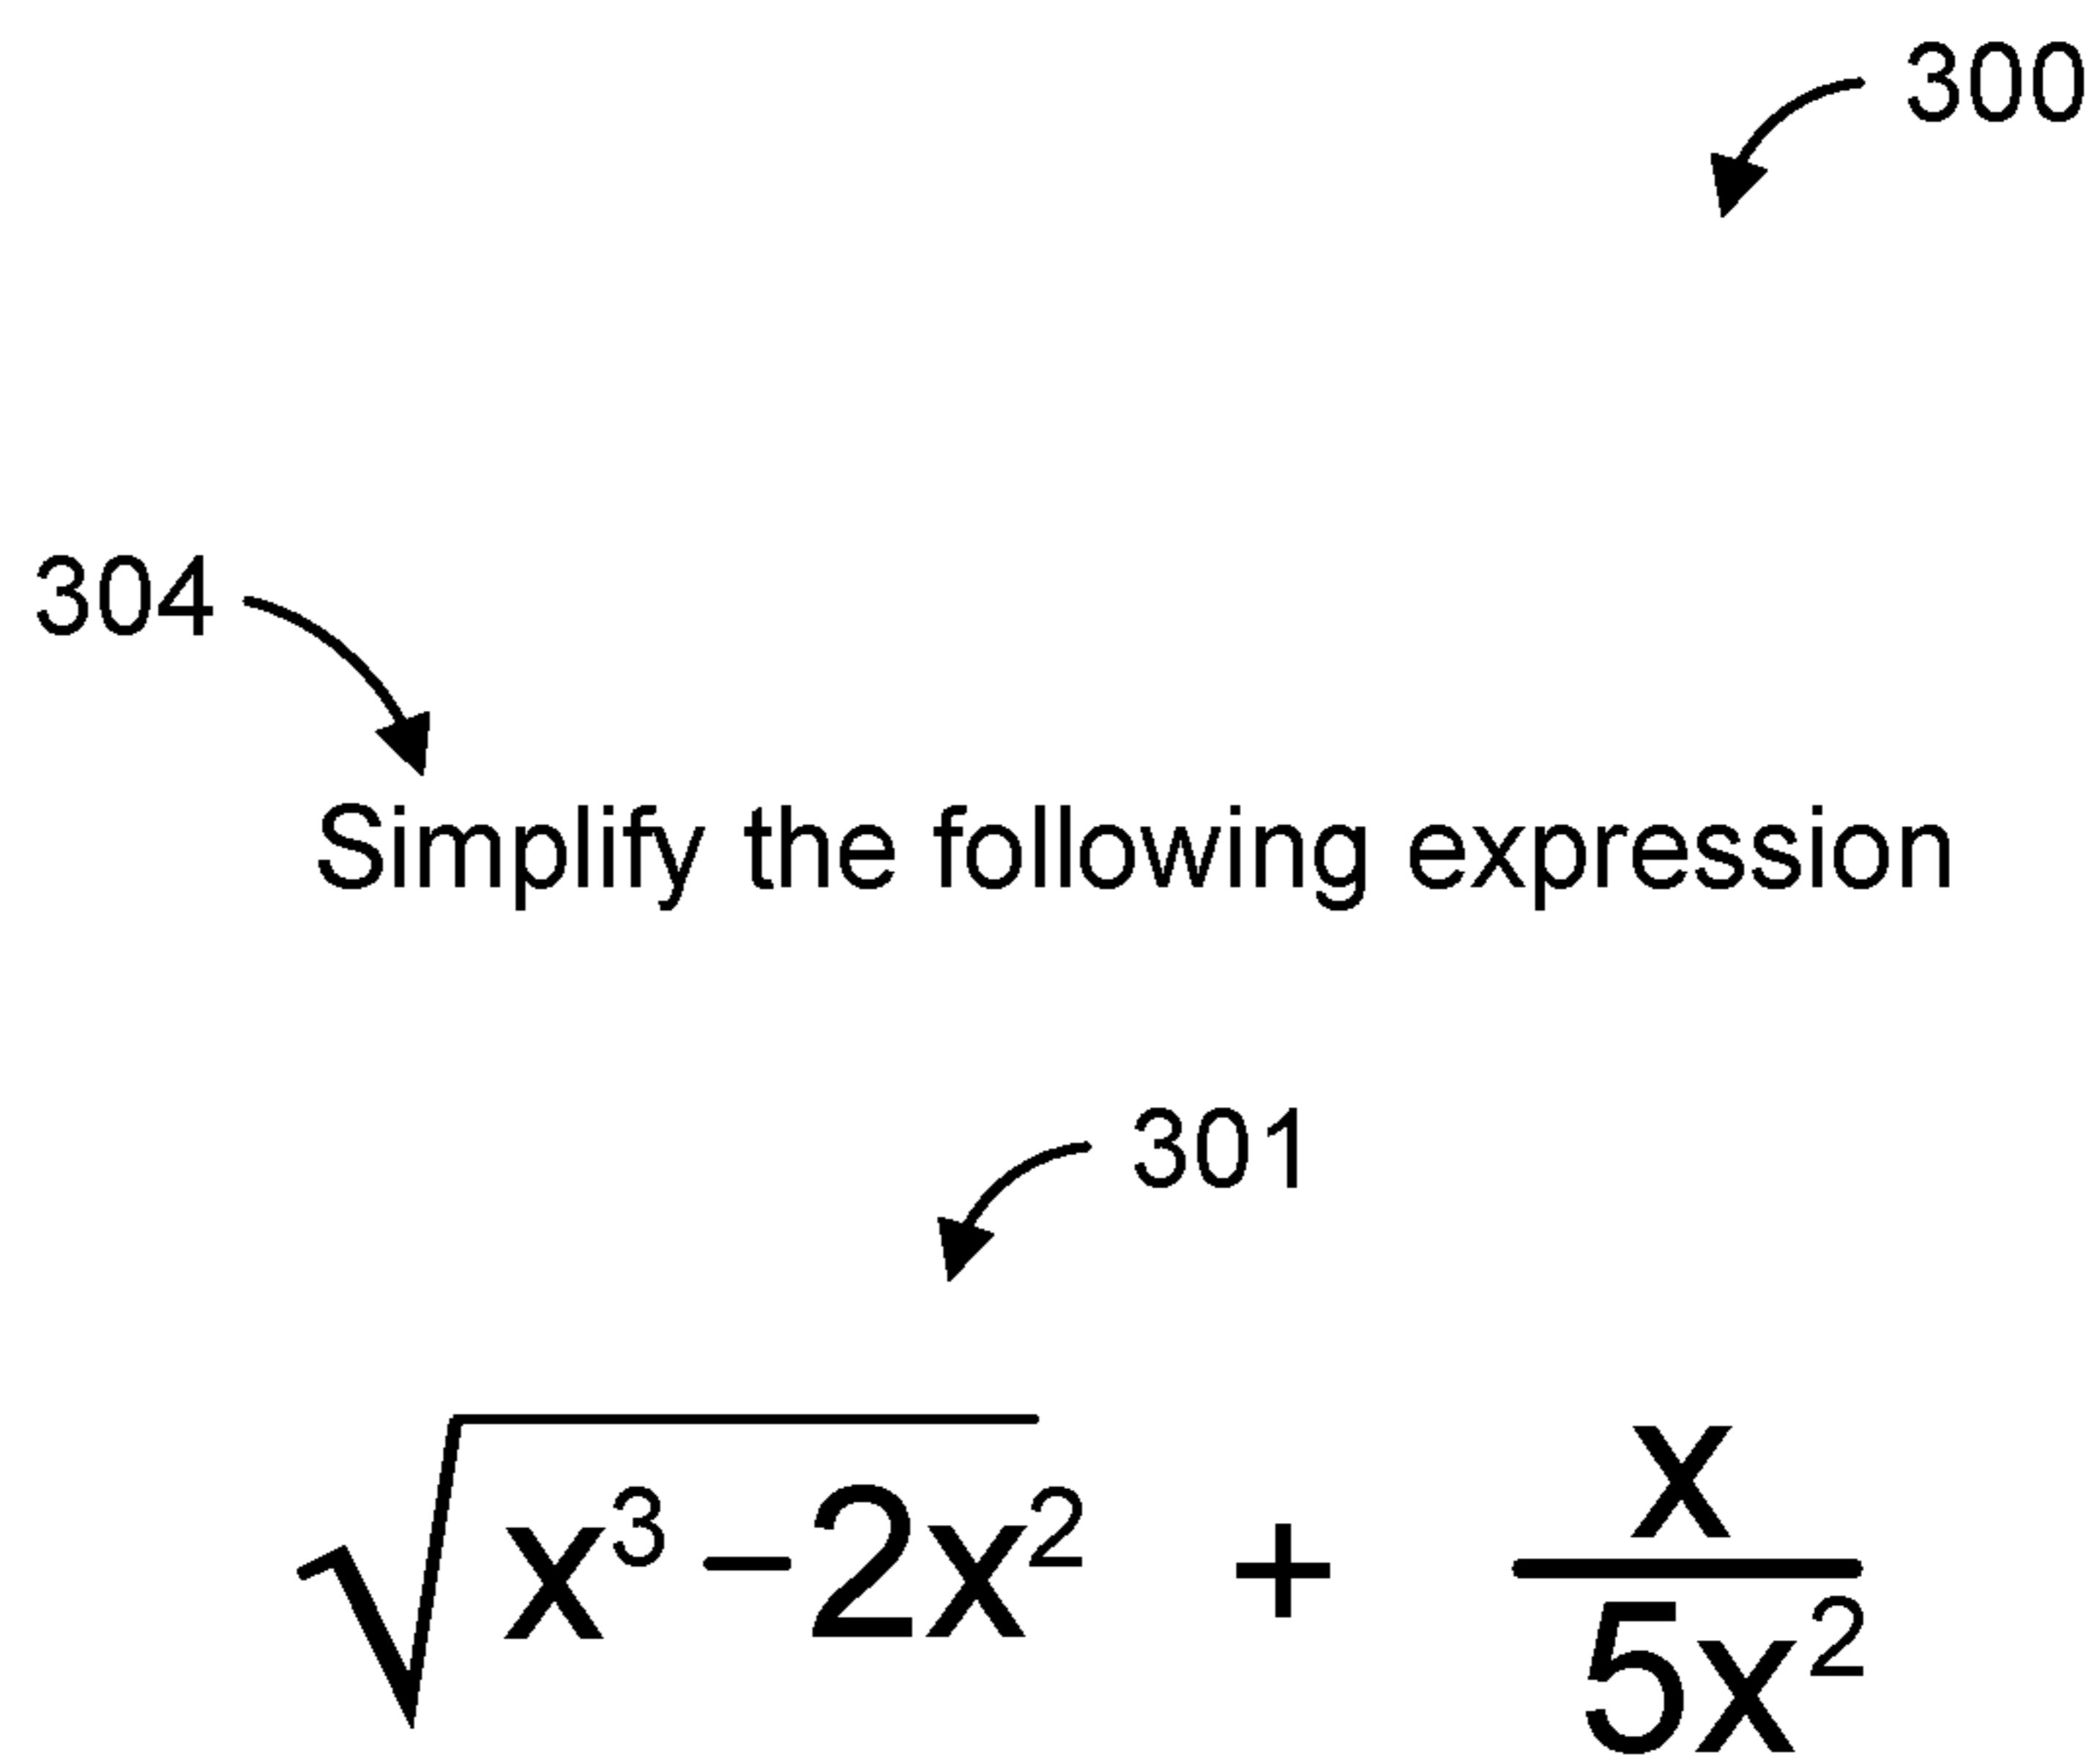 300
304
Simplify the following expression
301
√x³−2x² + x/5x²